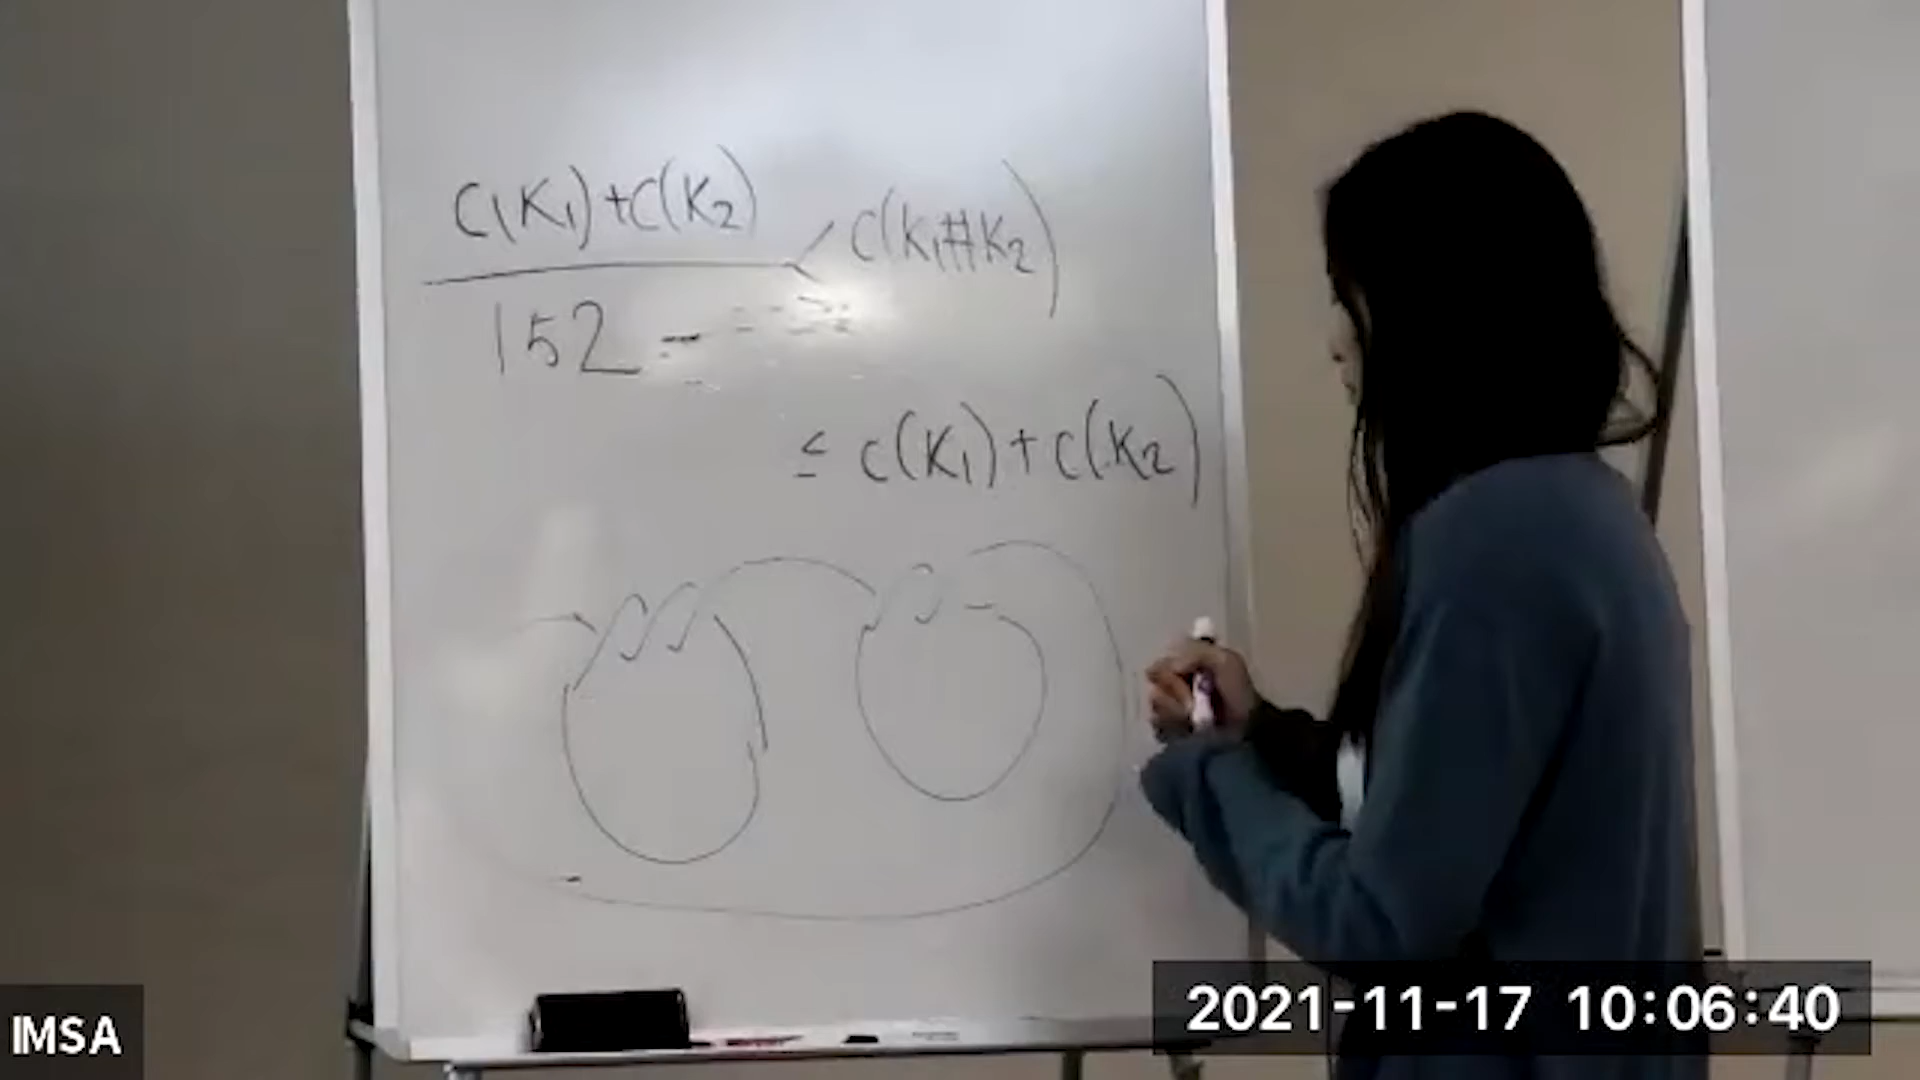 C(K₁)+C(K₂)
152
≤ C(K₁#K₂)
≤ C(K₁)+C(K₂)
IMSA
2021-11-17 10:06:40